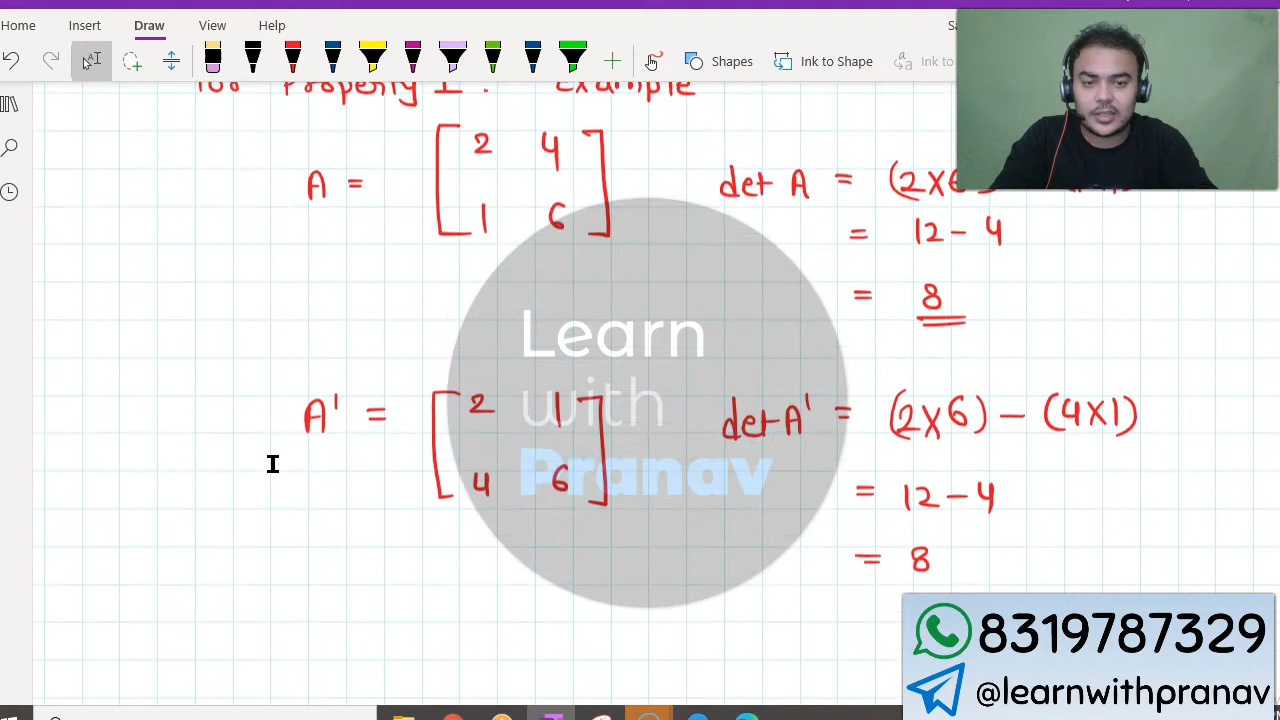 Home Insert Draw View Help
Shapes Ink to Shape Ink to
Property I : Example
A = [ 2 4
1 6 ]
det A = (2×6)
= 12 - 4
= 8
A' = [ 2 1
4 6 ]
det A' = (2×6) - (4×1)
= 12 - 4
= 8
Learn
with
Pranav
8319787329
@learnwithpranav